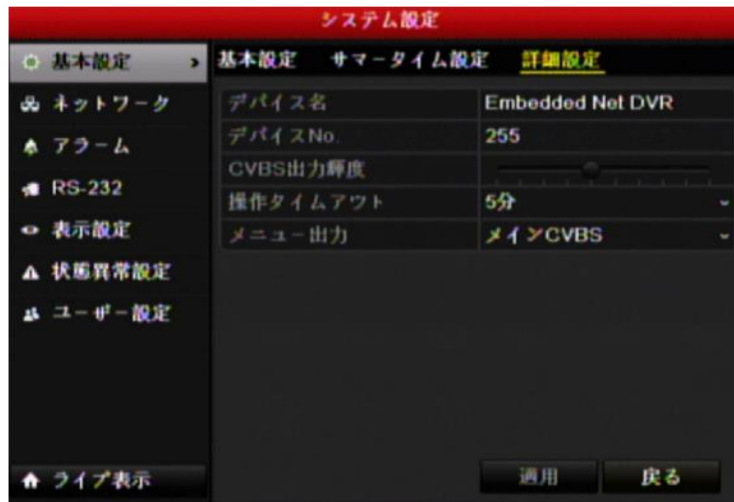 システム設定
基本設定
ネットワーク
アラーム
RS-232
表示設定
状態異常設定
ユーザー設定
ライブ表示
基本設定 サマータイム設定 詳細設定
デバイス名 Embedded Net DVR
デバイスNo. 255
CVBS出力輝度
操作タイムアウト 5分
メニュー出力 メインCVBS
適用 戻る